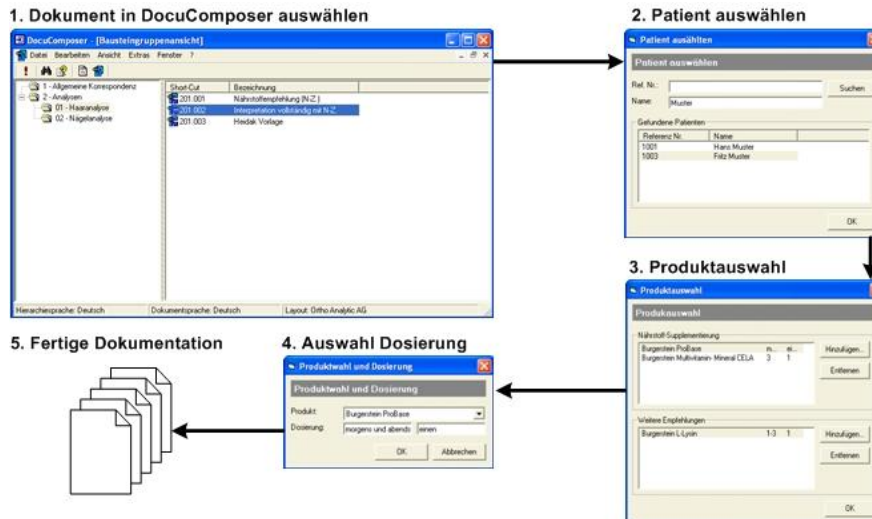 1. Dokument in DocuComposer auswählen
DocuComposer - [Bausteingruppenansicht]
Datei Bearbeiten Ansicht Extras Fenster ?
1 - Allgemeine Korrespondenz
2 - Analysen
01 - Haaranalyse
02 - Nägelanalyse
Short-Cut Bezeichnung
201.001 Nährstoffempfehlung (N-Z)
201.002 Interpretation vollständig mit N-Z
201.003 Heidak Vorlage
Hierarchiesprache: Deutsch Dokumentsprache: Deutsch Layout: Ortho Analytic AG
2. Patient auswählen
Patient auswählen
Ref. Nr.:
Suchen
Name: Muster
Gefundene Patienten
Referenz Nr. Name
1001 Hans Muster
1003 Fritz Muster
OK
3. Produktauswahl
Produktauswahl
Produktauswahl
Nährstoff-Supplementierung
Burgerstein ProBase n... ei...
Burgerstein Multivitamin- Mineral CELA 3 1
Hinzufügen...
Entfernen
Weitere Empfehlungen
Burgerstein L-Lysin 1-3 1
Hinzufügen...
Entfernen
OK
4. Auswahl Dosierung
Produktwahl und Dosierung
Produktwahl und Dosierung
Produkt: Burgerstein ProBase
Dosierung: morgens und abends einen
OK Abbrechen
5. Fertige Dokumentation